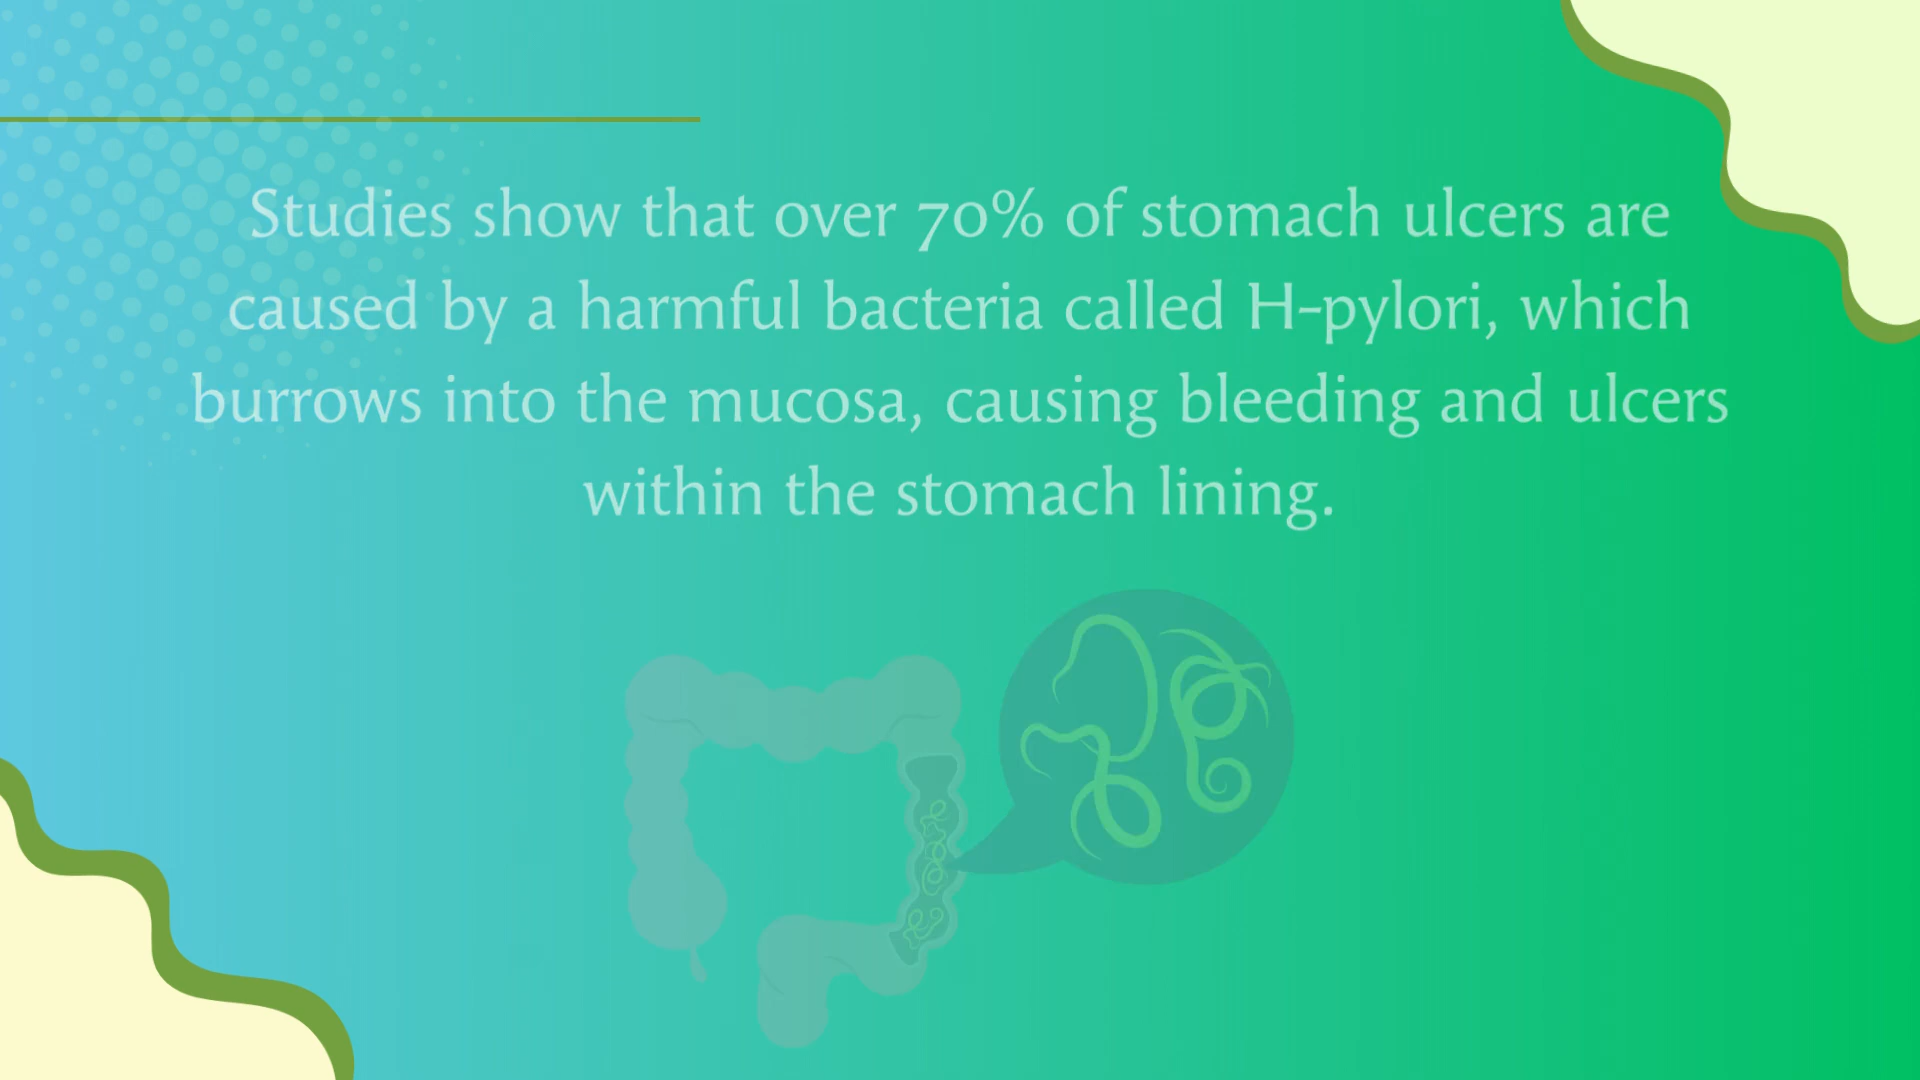 Studies show that over 70% of stomach ulcers are
caused by a harmful bacteria called H-pylori, which
burrows into the mucosa, causing bleeding and ulcers
within the stomach lining.